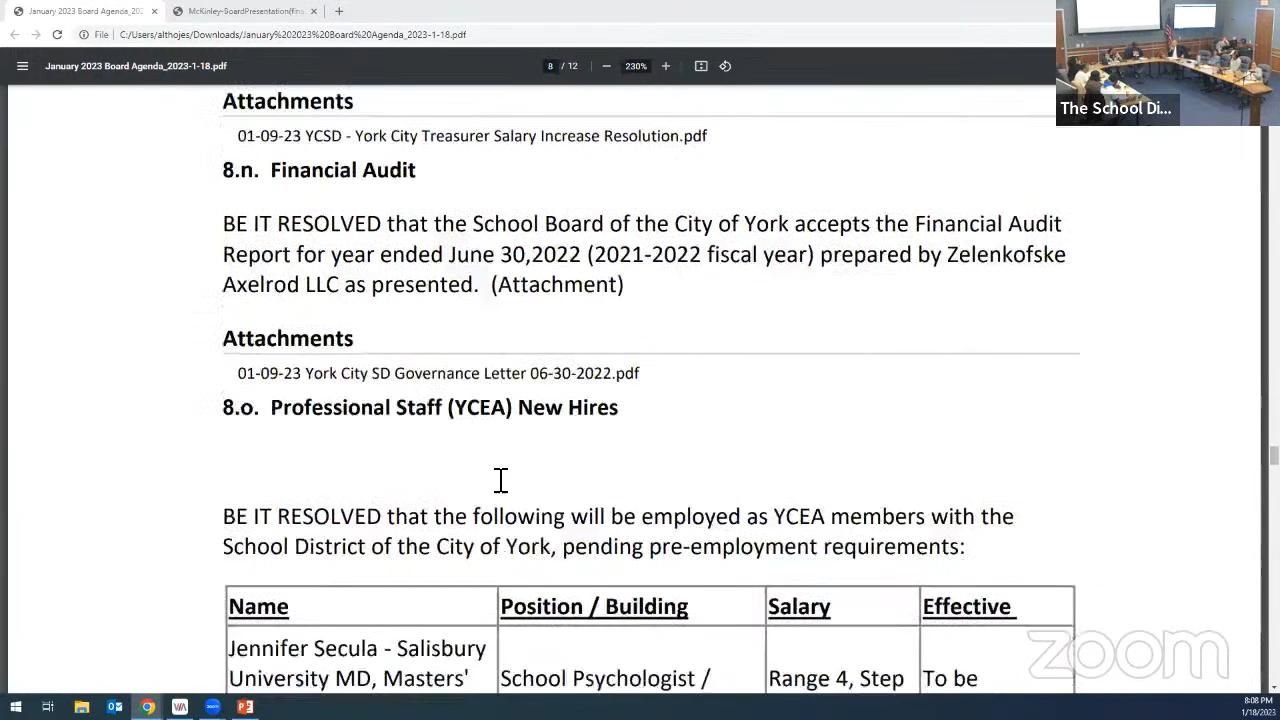 January 2023 Board Agenda_202
McKinley-BoardPresentation(fina
File
C:/Users/althojes/Downloads/January%202023%20Board%20Agenda_2023-1-18.pdf
January 2023 Board Agenda_2023-1-18.pdf
8 / 12
230%
The School Di...
Attachments
01-09-23 YCSD - York City Treasurer Salary Increase Resolution.pdf
8.n. Financial Audit
BE IT RESOLVED that the School Board of the City of York accepts the Financial Audit
Report for year ended June 30,2022 (2021-2022 fiscal year) prepared by Zelenkofske
Axelrod LLC as presented. (Attachment)
Attachments
01-09-23 York City SD Governance Letter 06-30-2022.pdf
8.o. Professional Staff (YCEA) New Hires
BE IT RESOLVED that the following will be employed as YCEA members with the
School District of the City of York, pending pre-employment requirements:
Name Position / Building Salary Effective
Jennifer Secula - Salisbury
University MD, Masters' School Psychologist / Range 4, Step To be
zoom
8:08 PM
1/18/2023